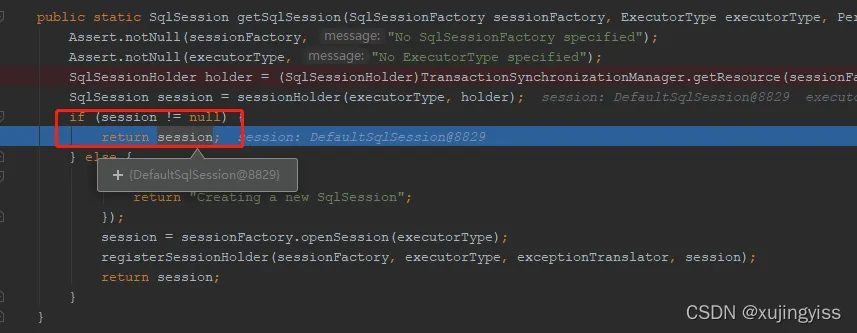 public static SqlSession getSqlSession(SqlSessionFactory sessionFactory, ExecutorType executorType, Per
Assert.notNull(sessionFactory, message: "No SqlSessionFactory specified");
Assert.notNull(executorType, message: "No ExecutorType specified");
SqlSessionHolder holder = (SqlSessionHolder)TransactionSynchronizationManager.getResource(sessionFa
SqlSession session = sessionHolder(executorType, holder); session: DefaultSqlSession@8829 execut
if (session != null) {
return session; session: DefaultSqlSession@8829
} else {
+ {DefaultSqlSession@8829}
return "Creating a new SqlSession";
});
session = sessionFactory.openSession(executorType);
registerSessionHolder(sessionFactory, executorType, exceptionTranslator, session);
return session;
}
}
CSDN @xujingyiss